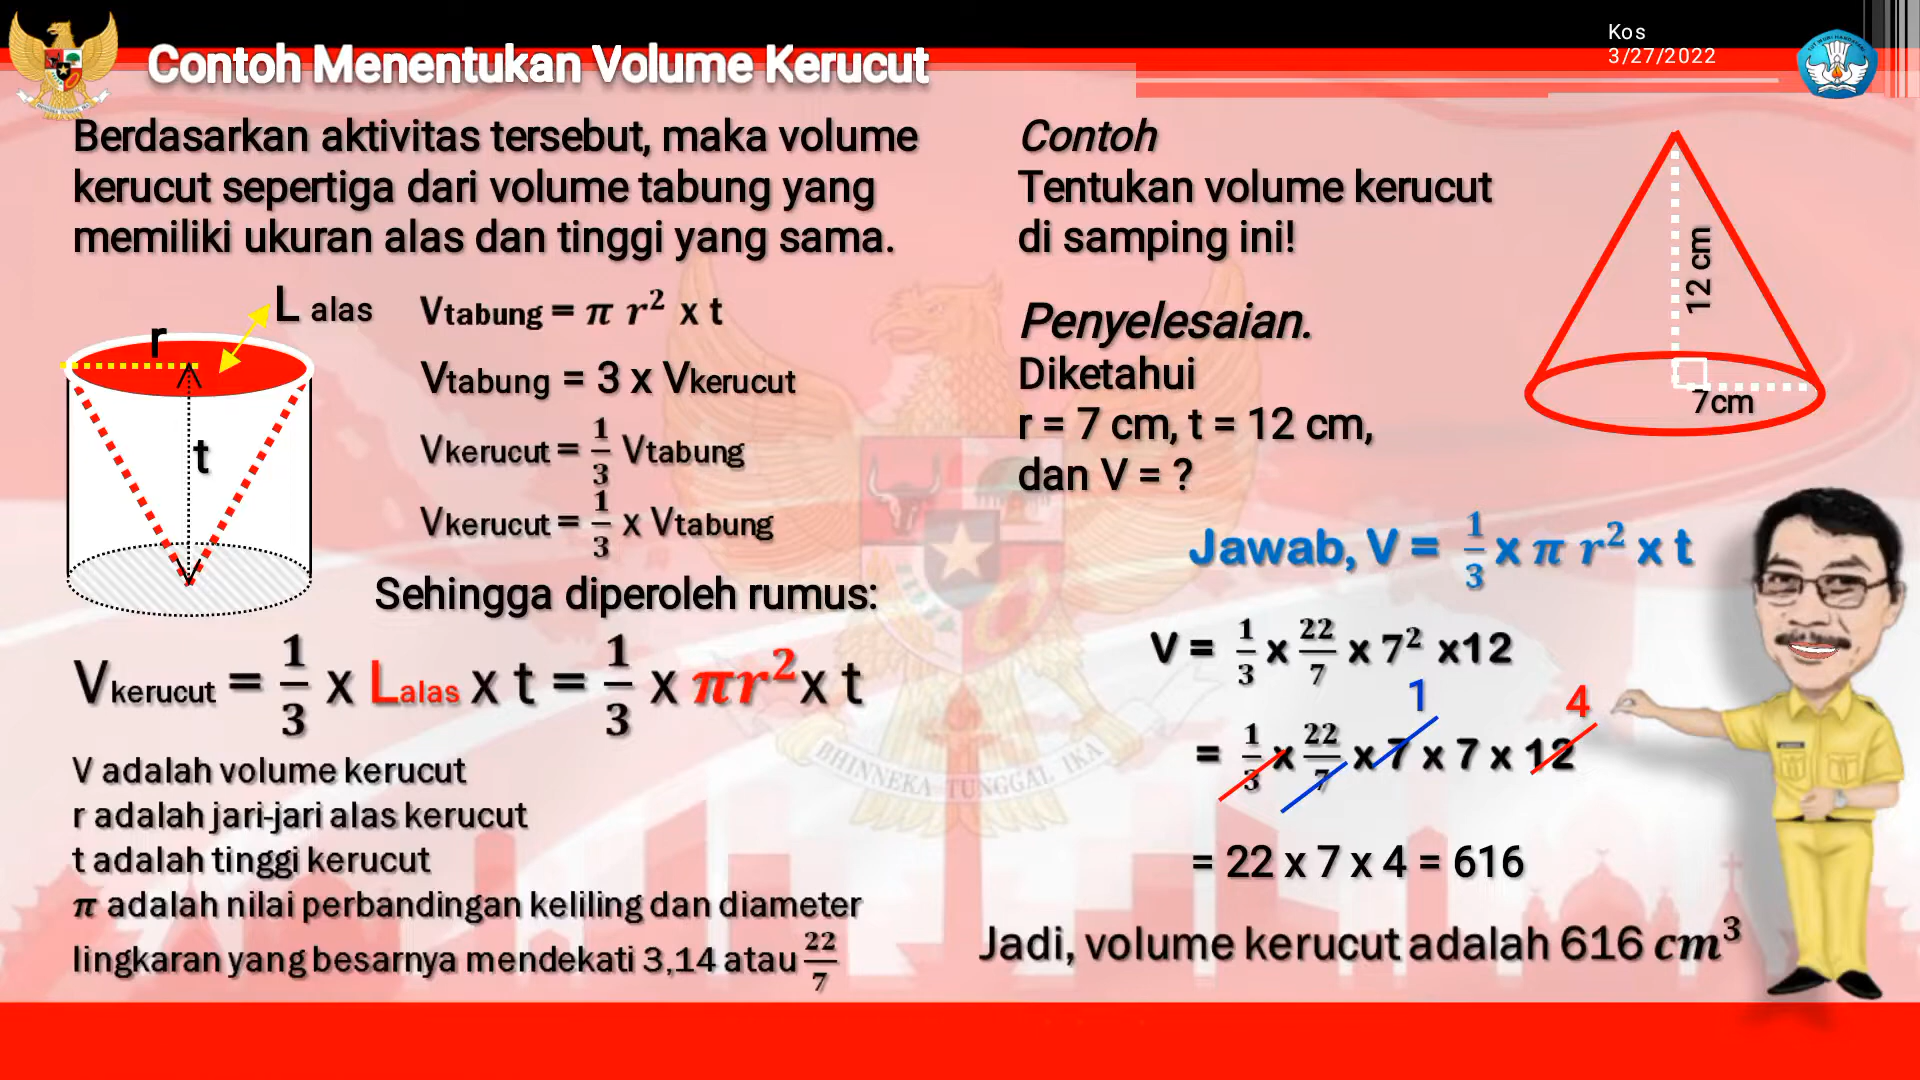 Kos
3/27/2022
Contoh Menentukan Volume Kerucut
Berdasarkan aktivitas tersebut, maka volume
kerucut sepertiga dari volume tabung yang
memiliki ukuran alas dan tinggi yang sama.
L alas
r
t
Vtabung = π r² x t
Vtabung = 3 x Vkerucut
Vkerucut = 1/3 Vtabung
Vkerucut = 1/3 x Vtabung
Sehingga diperoleh rumus:
Vkerucut = 1/3 x Lalas x t = 1/3 x πr² x t
V adalah volume kerucut
r adalah jari-jari alas kerucut
t adalah tinggi kerucut
π adalah nilai perbandingan keliling dan diameter
lingkaran yang besarnya mendekati 3,14 atau 22/7
Contoh
Tentukan volume kerucut
di samping ini!
12 cm
7cm
Penyelesaian.
Diketahui
r = 7 cm, t = 12 cm,
dan V = ?
Jawab, V = 1/3 x π r² x t
V = 1/3 x 22/7 x 7² x12
1 4
= 1/3 x 22/7 x 7 x 7 x 12
= 22 x 7 x 4 = 616
Jadi, volume kerucut adalah 616 cm³
BHINNEKA TUNGGAL IKA